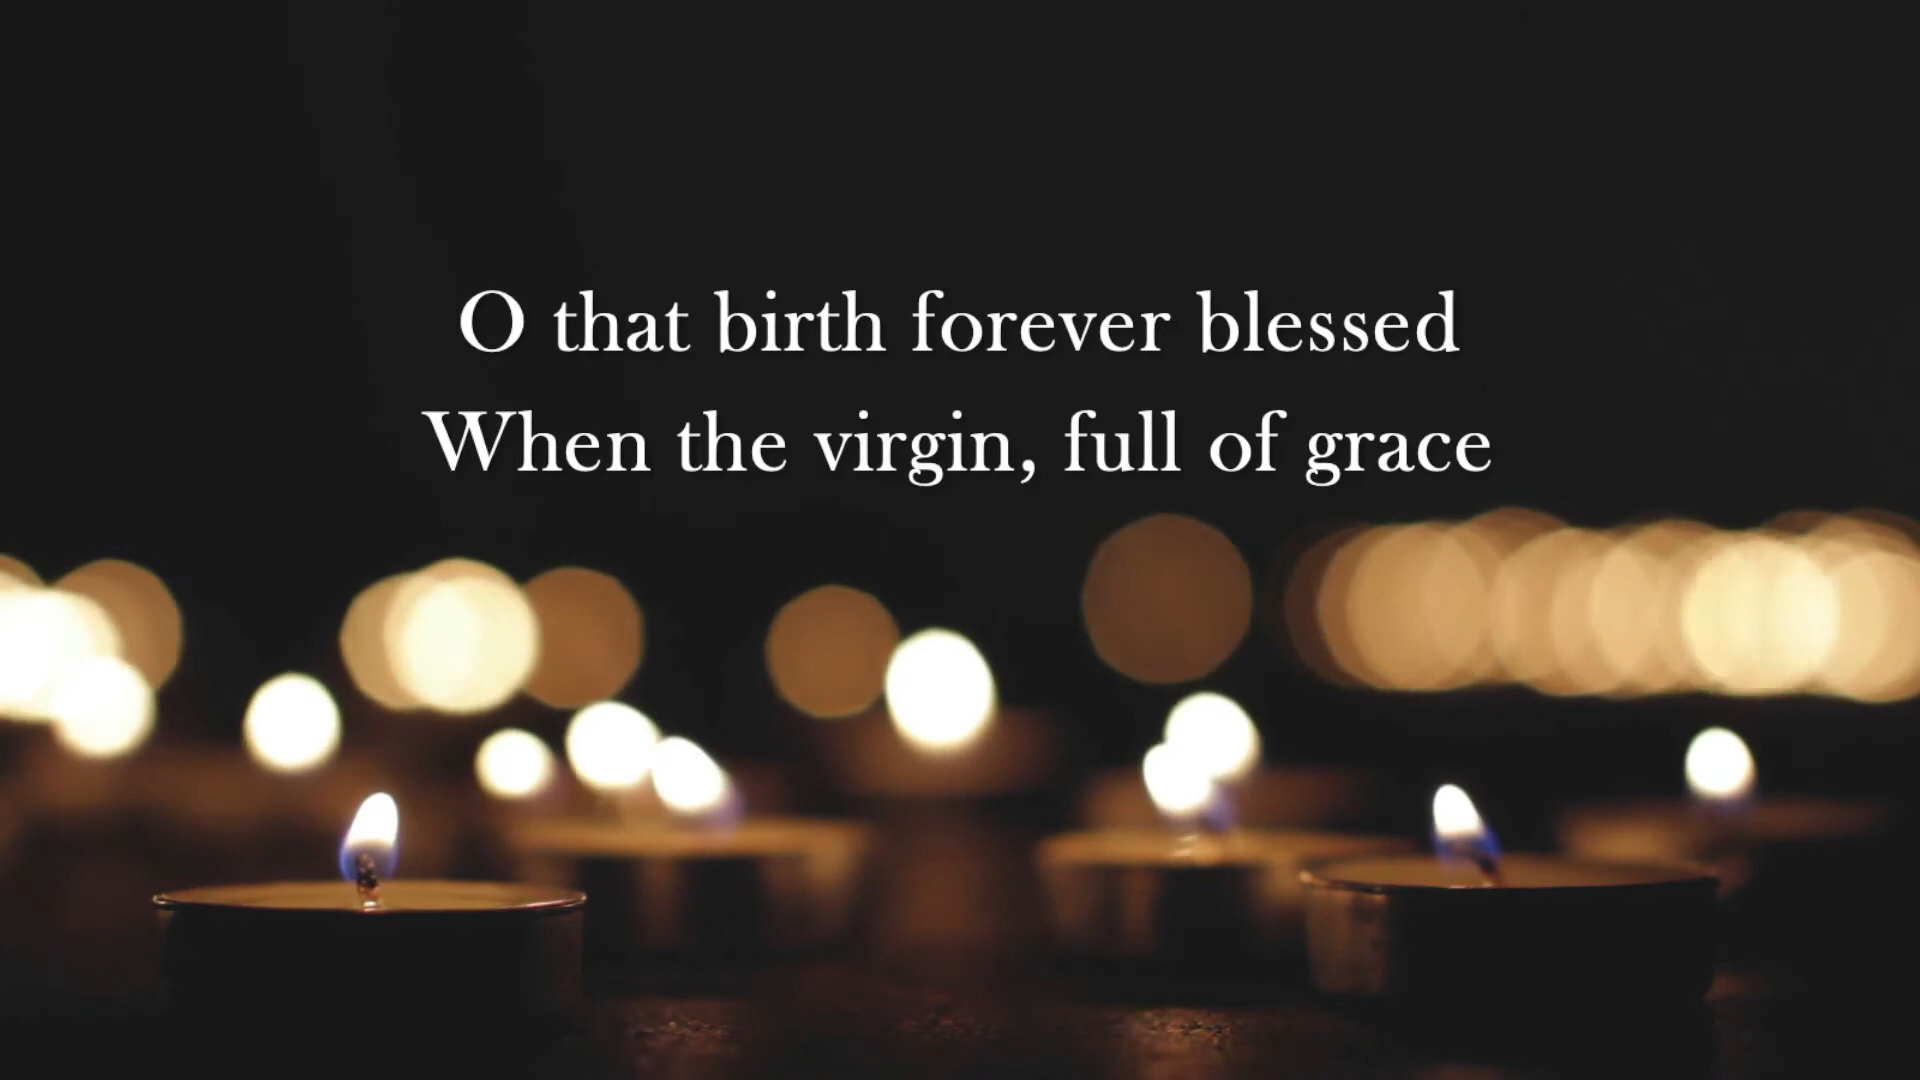 O that birth forever blessed
When the virgin, full of grace